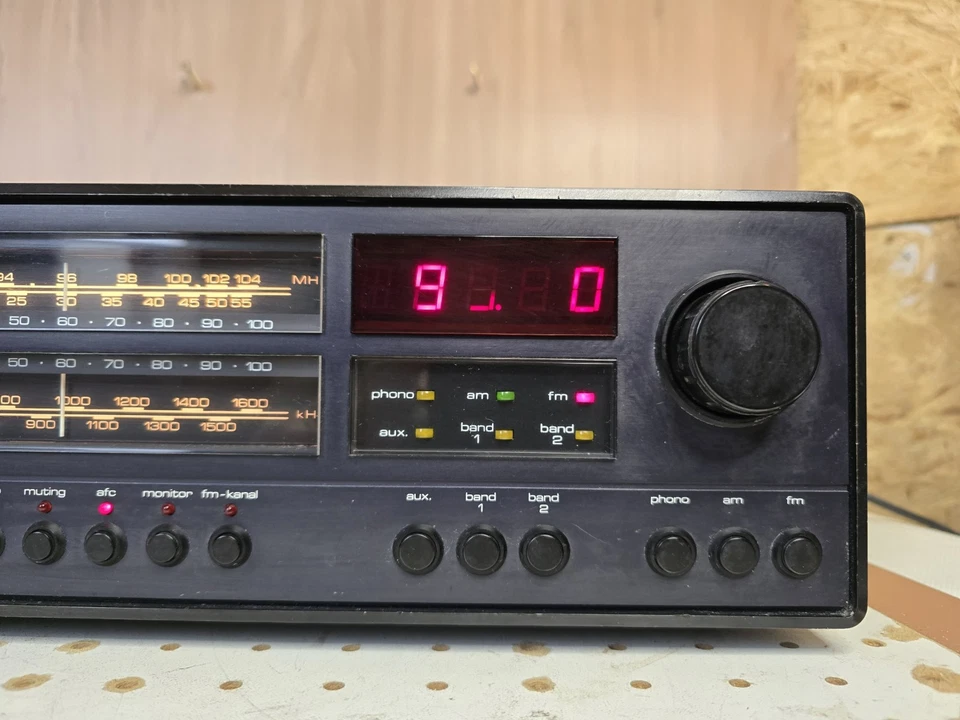 94 . 96 98 100 102 104 MH
25 30 35 40 45 50 55
50 · 60 · 70 · 80 · 90 · 100
9 . 0
50 · 60 · 70 · 80 · 90 · 100
1000 1200 1400 1600
kH
900 1100 1300 1500
phono am fm
aux. band 1 band 2
muting afc monitor fm-kanal
aux. band 1 band 2
phono am fm